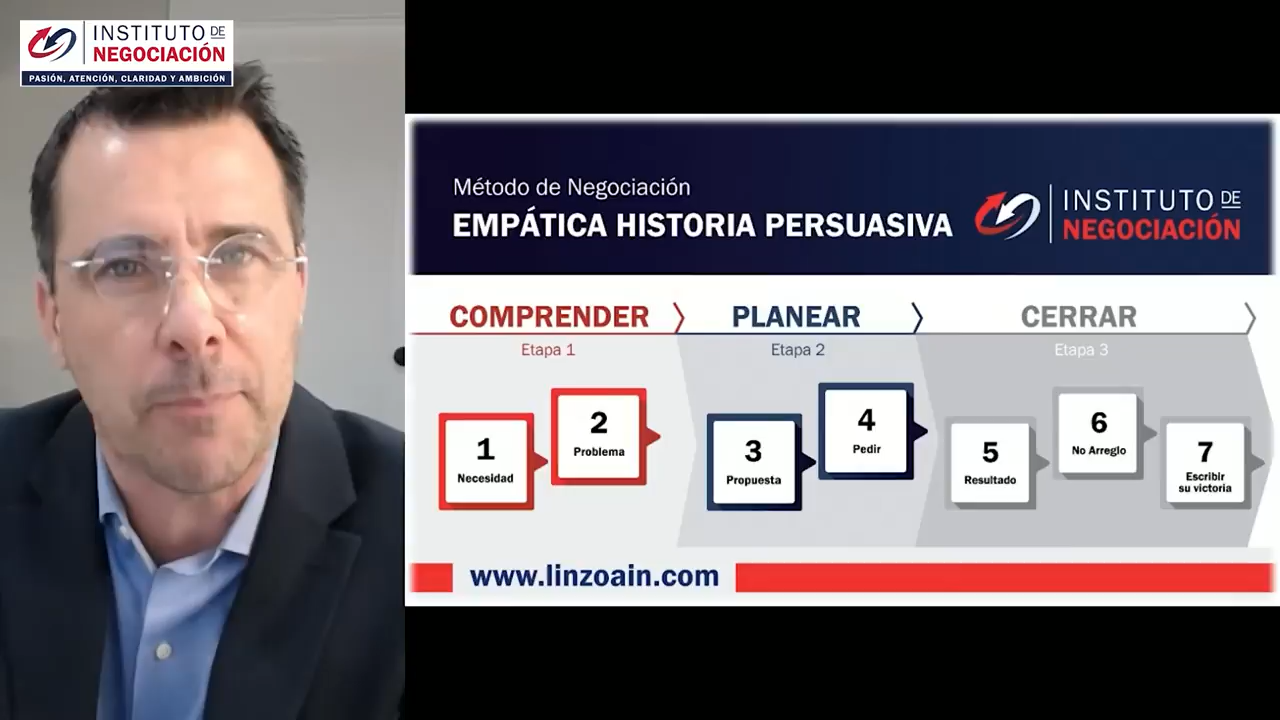 INSTITUTO DE
NEGOCIACIÓN
PASIÓN, ATENCIÓN, CLARIDAD Y AMBICIÓN
Método de Negociación
EMPÁTICA HISTORIA PERSUASIVA
INSTITUTO DE
NEGOCIACIÓN
COMPRENDER
PLANEAR
CERRAR
Etapa 1
Etapa 2
Etapa 3
1
Necesidad
2
Problema
3
Propuesta
4
Pedir
5
Resultado
6
No Arreglo
7
Escribir
su victoria
www.linzoain.com